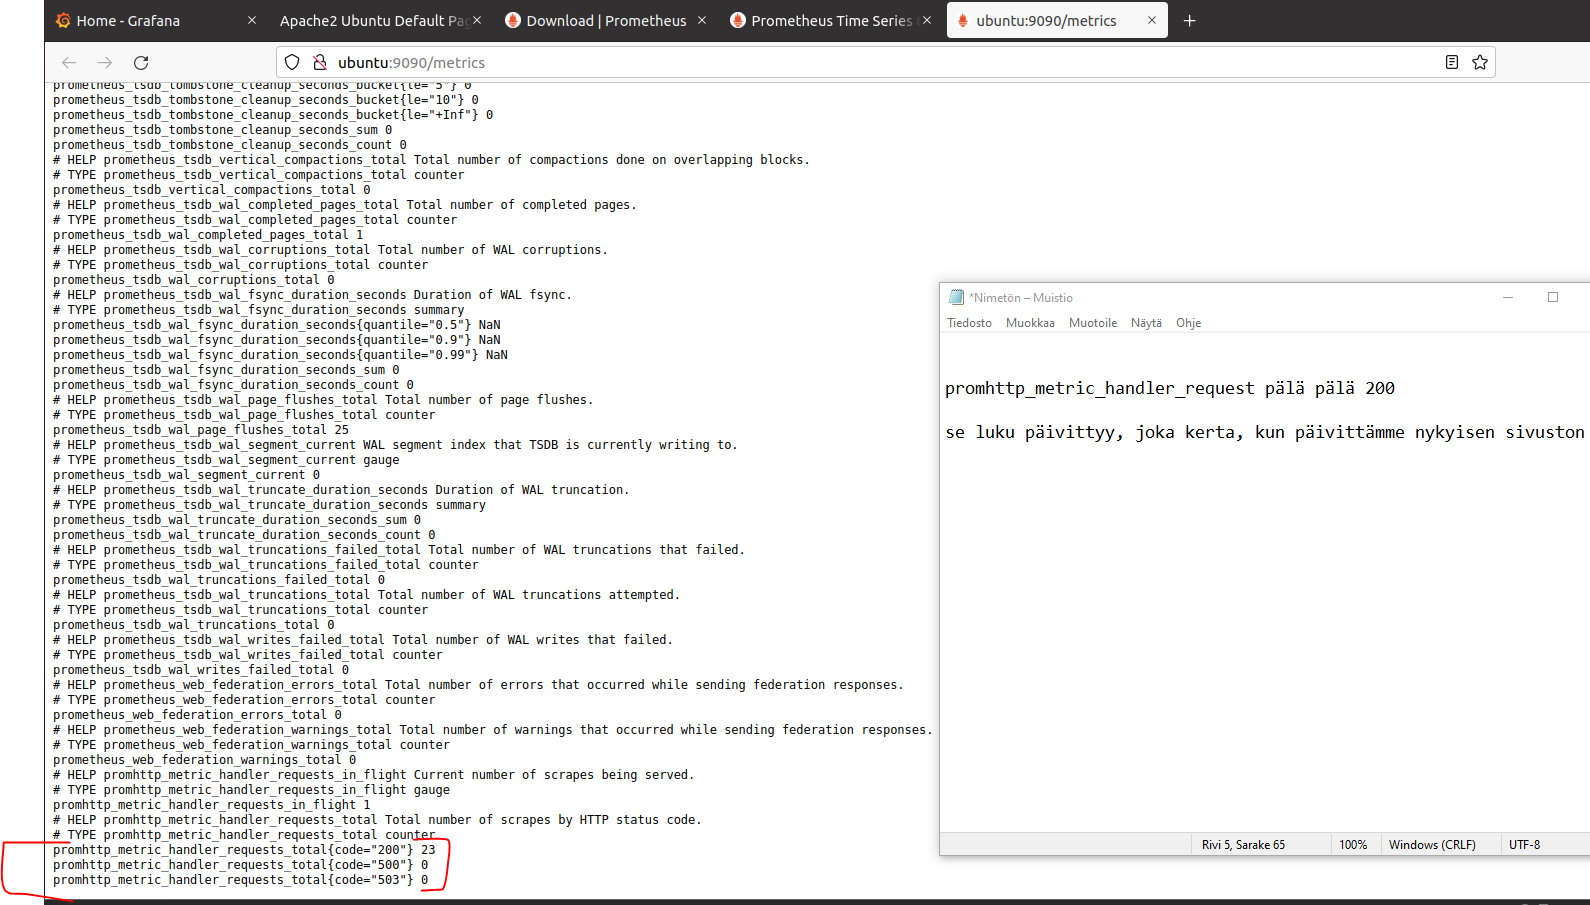 Home - Grafana
Apache2 Ubuntu Default Pa
Download | Prometheus
Prometheus Time Series
ubuntu:9090/metrics
ubuntu:9090/metrics
prometheus_tsdb_tombstone_cleanup_seconds_bucket{le="5"} 0
prometheus_tsdb_tombstone_cleanup_seconds_bucket{le="10"} 0
prometheus_tsdb_tombstone_cleanup_seconds_bucket{le="+Inf"} 0
prometheus_tsdb_tombstone_cleanup_seconds_sum 0
prometheus_tsdb_tombstone_cleanup_seconds_count 0
# HELP prometheus_tsdb_vertical_compactions_total Total number of compactions done on overlapping blocks.
# TYPE prometheus_tsdb_vertical_compactions_total counter
prometheus_tsdb_vertical_compactions_total 0
# HELP prometheus_tsdb_wal_completed_pages_total Total number of completed pages.
# TYPE prometheus_tsdb_wal_completed_pages_total counter
prometheus_tsdb_wal_completed_pages_total 1
# HELP prometheus_tsdb_wal_corruptions_total Total number of WAL corruptions.
# TYPE prometheus_tsdb_wal_corruptions_total counter
prometheus_tsdb_wal_corruptions_total 0
# HELP prometheus_tsdb_wal_fsync_duration_seconds Duration of WAL fsync.
# TYPE prometheus_tsdb_wal_fsync_duration_seconds summary
prometheus_tsdb_wal_fsync_duration_seconds{quantile="0.5"} NaN
prometheus_tsdb_wal_fsync_duration_seconds{quantile="0.9"} NaN
prometheus_tsdb_wal_fsync_duration_seconds{quantile="0.99"} NaN
prometheus_tsdb_wal_fsync_duration_seconds_sum 0
prometheus_tsdb_wal_fsync_duration_seconds_count 0
# HELP prometheus_tsdb_wal_page_flushes_total Total number of page flushes.
# TYPE prometheus_tsdb_wal_page_flushes_total counter
prometheus_tsdb_wal_page_flushes_total 25
# HELP prometheus_tsdb_wal_segment_current WAL segment index that TSDB is currently writing to.
# TYPE prometheus_tsdb_wal_segment_current gauge
prometheus_tsdb_wal_segment_current 0
# HELP prometheus_tsdb_wal_truncate_duration_seconds Duration of WAL truncation.
# TYPE prometheus_tsdb_wal_truncate_duration_seconds summary
prometheus_tsdb_wal_truncate_duration_seconds_sum 0
prometheus_tsdb_wal_truncate_duration_seconds_count 0
# HELP prometheus_tsdb_wal_truncations_failed_total Total number of WAL truncations that failed.
# TYPE prometheus_tsdb_wal_truncations_failed_total counter
prometheus_tsdb_wal_truncations_failed_total 0
# HELP prometheus_tsdb_wal_truncations_total Total number of WAL truncations attempted.
# TYPE prometheus_tsdb_wal_truncations_total counter
prometheus_tsdb_wal_truncations_total 0
# HELP prometheus_tsdb_wal_writes_failed_total Total number of WAL writes that failed.
# TYPE prometheus_tsdb_wal_writes_failed_total counter
prometheus_tsdb_wal_writes_failed_total 0
# HELP prometheus_web_federation_errors_total Total number of errors that occurred while sending federation responses.
# TYPE prometheus_web_federation_errors_total counter
prometheus_web_federation_errors_total 0
# HELP prometheus_web_federation_warnings_total Total number of warnings that occurred while sending federation responses.
# TYPE prometheus_web_federation_warnings_total counter
prometheus_web_federation_warnings_total 0
# HELP promhttp_metric_handler_requests_in_flight Current number of scrapes being served.
# TYPE promhttp_metric_handler_requests_in_flight gauge
promhttp_metric_handler_requests_in_flight 1
# HELP promhttp_metric_handler_requests_total Total number of scrapes by HTTP status code.
# TYPE promhttp_metric_handler_requests_total counter
promhttp_metric_handler_requests_total{code="200"} 23
promhttp_metric_handler_requests_total{code="500"} 0
promhttp_metric_handler_requests_total{code="503"} 0
*Nimetön – Muistio
Tiedosto Muokkaa Muotoile Näytä Ohje
promhttp_metric_handler_request pälä pälä 200
se luku päivittyy, joka kerta, kun päivittämme nykyisen sivuston
Rivi 5, Sarake 65
100%
Windows (CRLF)
UTF-8